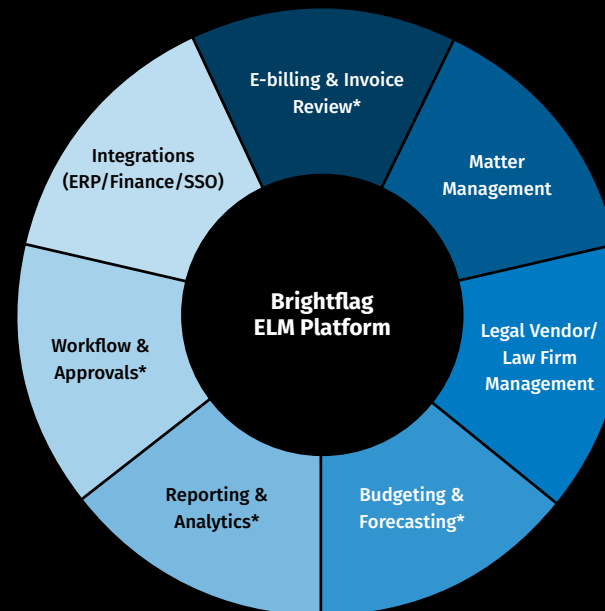 E-billing & Invoice
Review*
Matter
Management
Legal Vendor/
Law Firm
Management
Budgeting &
Forecasting*
Reporting &
Analytics*
Workflow &
Approvals*
Integrations
(ERP/Finance/SSO)
Brightflag
ELM Platform